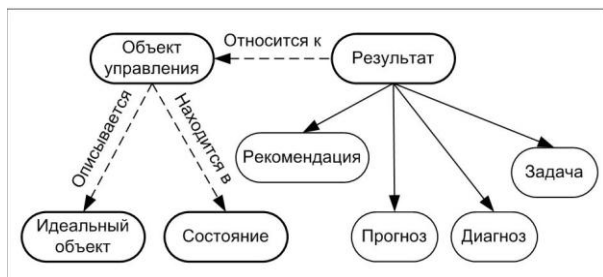 Объект
управления
Относится к
Результат
Описывается
Находится в
Рекомендация
Задача
Идеальный
объект
Состояние
Прогноз
Диагноз